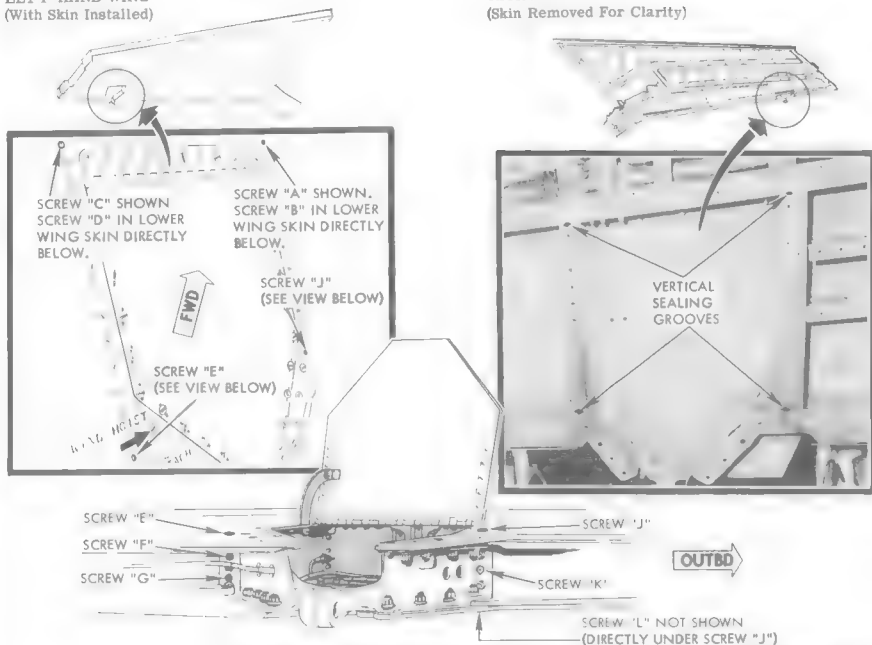 (With Skin Installed)
(Skin Removed For Clarity)
SCREW "C" SHOWN
SCREW "D" IN LOWER
WING SKIN DIRECTLY
BELOW.
SCREW "A" SHOWN.
SCREW "B" IN LOWER
WING SKIN DIRECTLY
BELOW.
SCREW "J"
(SEE VIEW BELOW)
FWD
SCREW "E"
(SEE VIEW BELOW)
HOIST
VERTICAL
SEALING
GROOVES
SCREW "E"
SCREW "F"
SCREW "G"
SCREW 'J"
OUTBD
SCREW 'K'
SCREW 'L" NOT SHOWN
(DIRECTLY UNDER SCREW "J")